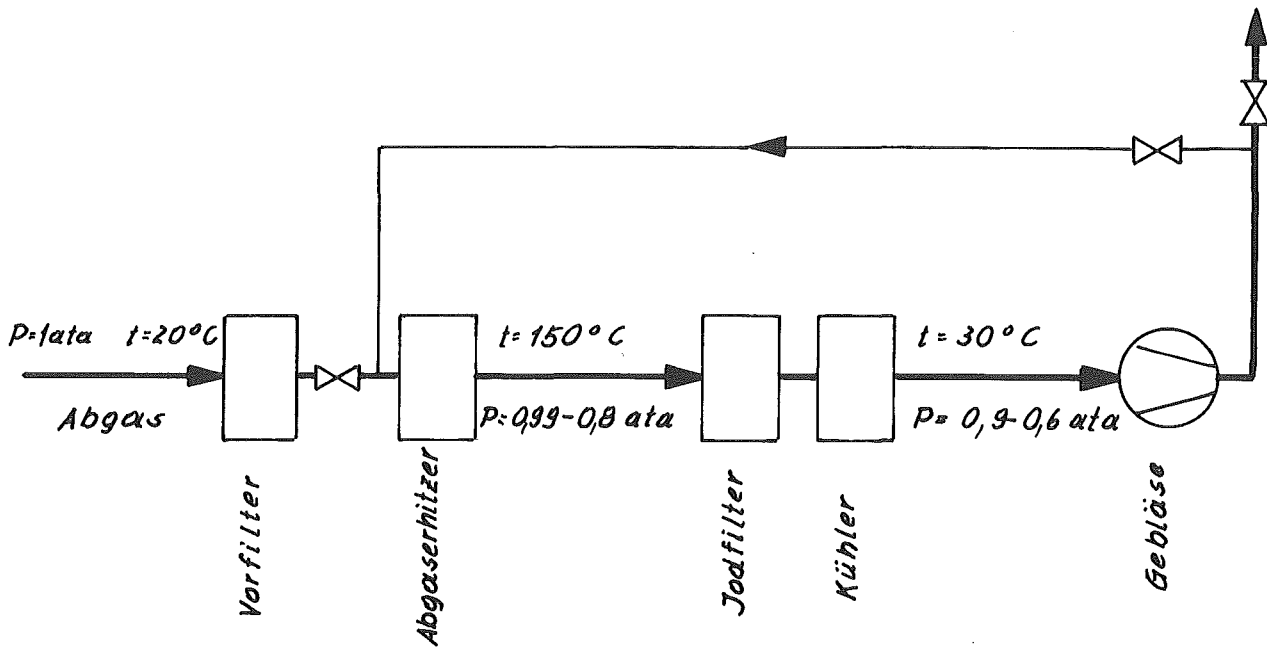 P=1ata t=20°C
Abgas
t=150°C
P=0,99-0,8 ata
t=30°C
P= 0,9-0,6 ata
Vorfilter
Abgaserhitzer
Jodfilter
Kühler
Gebläse